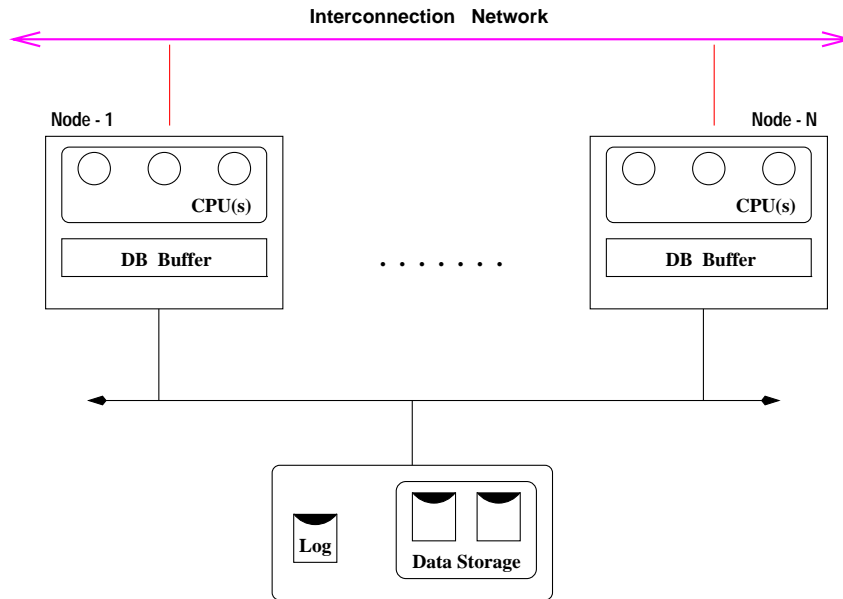 Interconnection Network
Node - 1
Node - N
CPU(s)
CPU(s)
DB Buffer
. . . . . . .
DB Buffer
Log
Data Storage